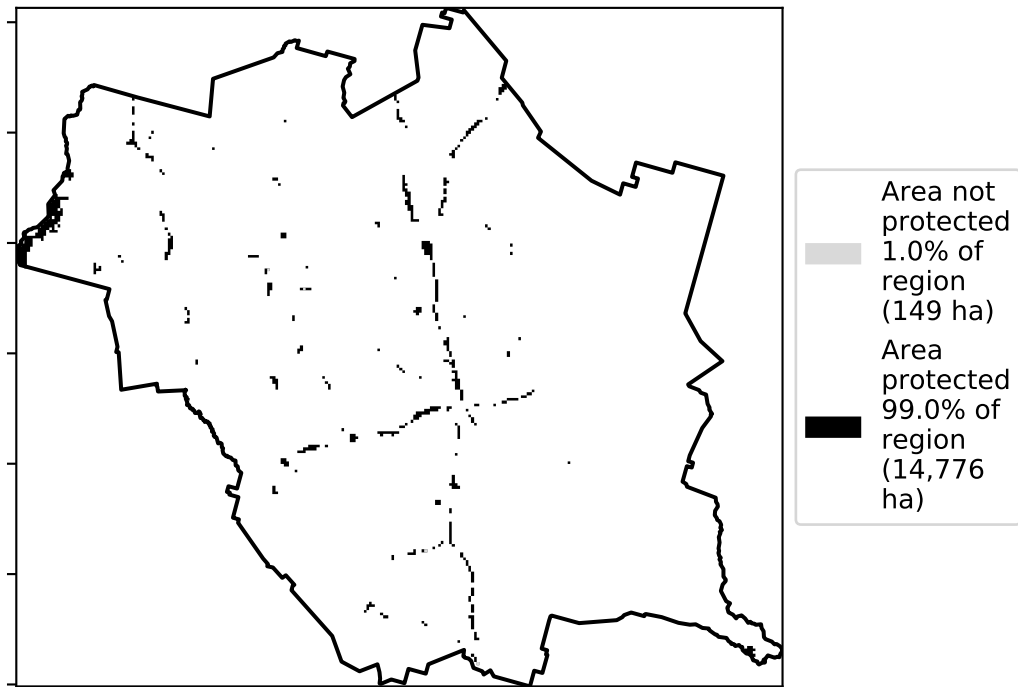 Area not
protected
1.0% of
region
(149 ha)
Area
protected
99.0% of
region
(14,776
ha)